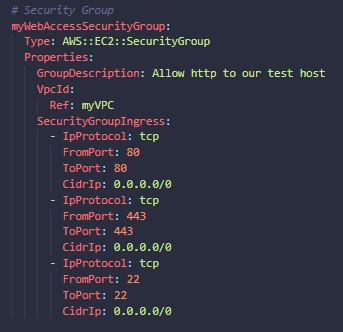 # Security Group
myWebAccessSecurityGroup:
  Type: AWS::EC2::SecurityGroup
  Properties:
    GroupDescription: Allow http to our test host
    VpcId:
      Ref: myVPC
    SecurityGroupIngress:
      - IpProtocol: tcp
        FromPort: 80
        ToPort: 80
        CidrIp: 0.0.0.0/0
      - IpProtocol: tcp
        FromPort: 443
        ToPort: 443
        CidrIp: 0.0.0.0/0
      - IpProtocol: tcp
        FromPort: 22
        ToPort: 22
        CidrIp: 0.0.0.0/0